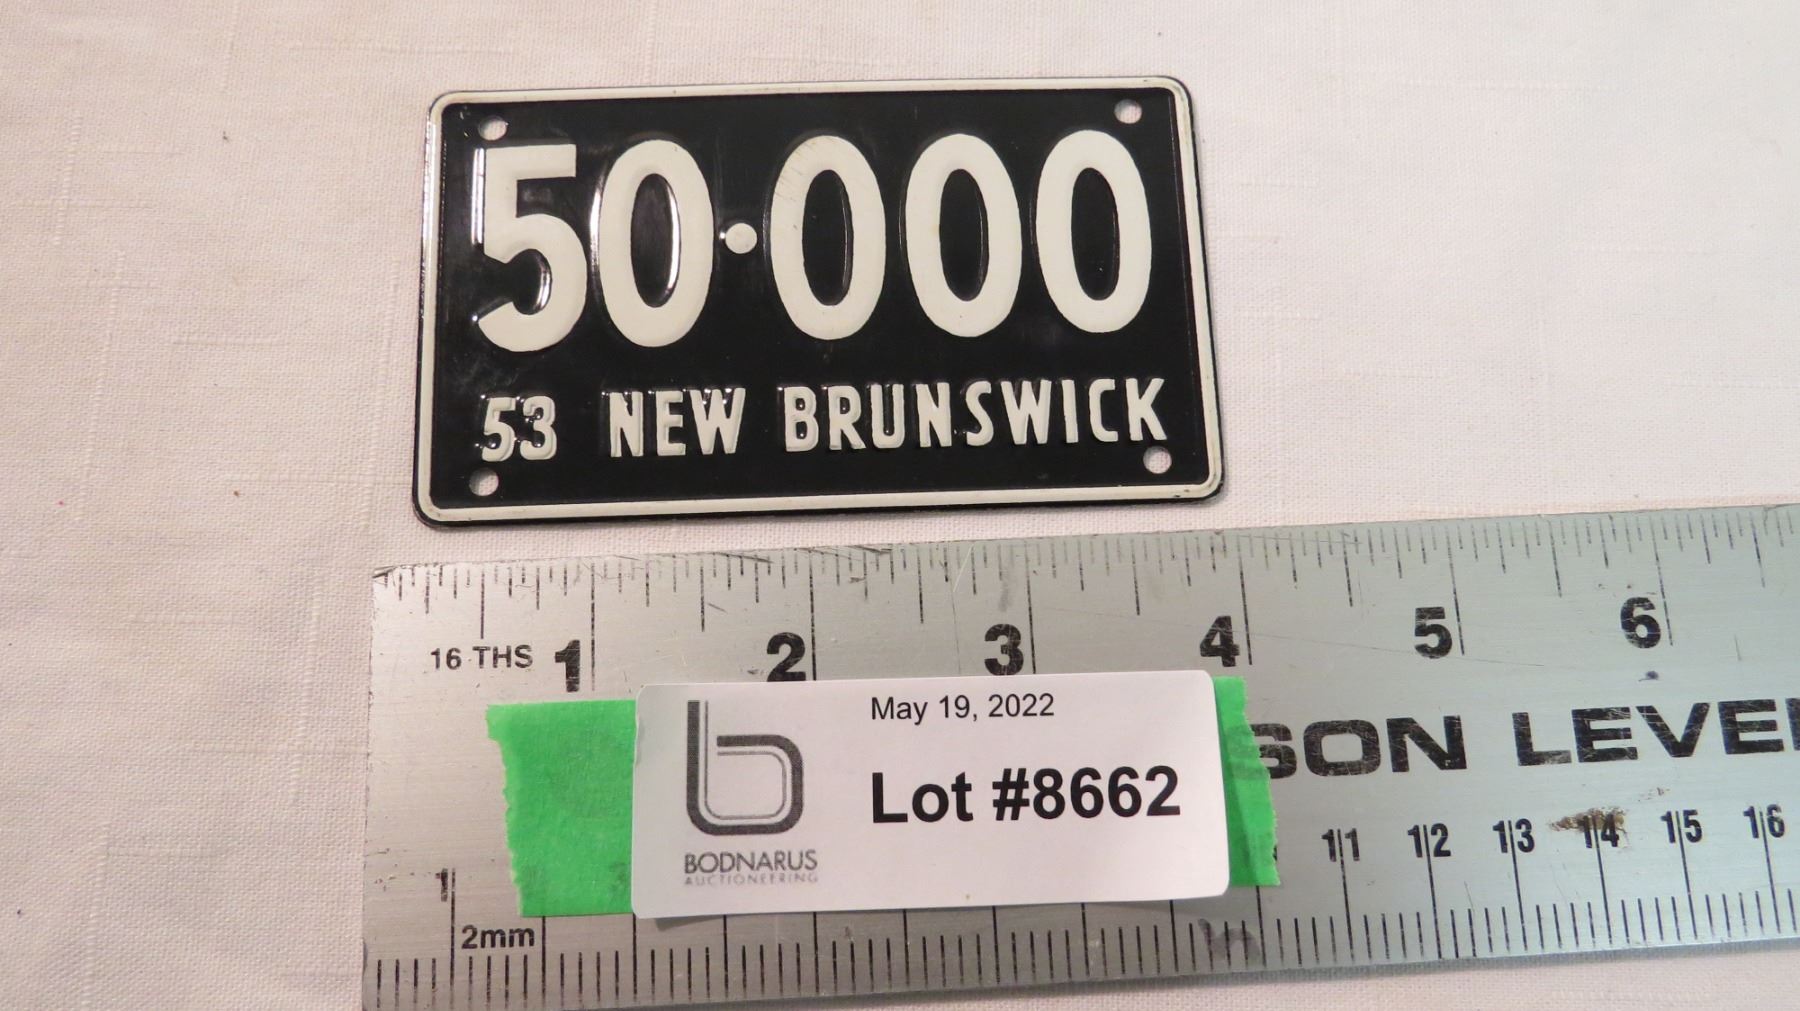 50·000
53 NEW BRUNSWICK
16 THS 1 2 3 4 5 6
May 19, 2022
Lot #8662
BODNARUS
AUCTIONEERING
SON LEVEL
1 11 12 13 14 15 16
2mm